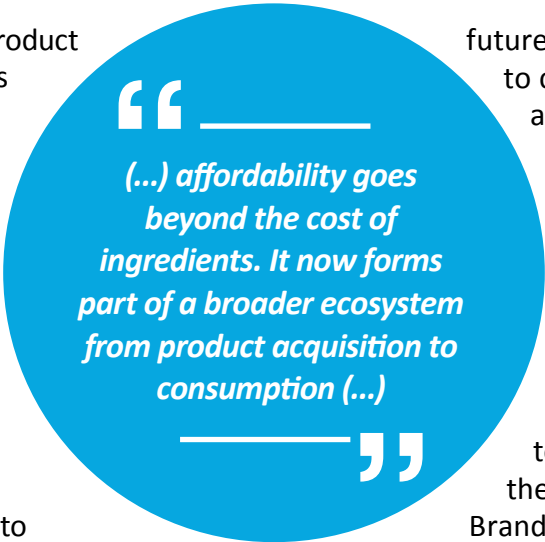 roduct
s
future
to
a
“
(...) affordability goes
beyond the cost of
ingredients. It now forms
part of a broader ecosystem
from product acquisition to
consumption (...)
”
to
the
Brand
to